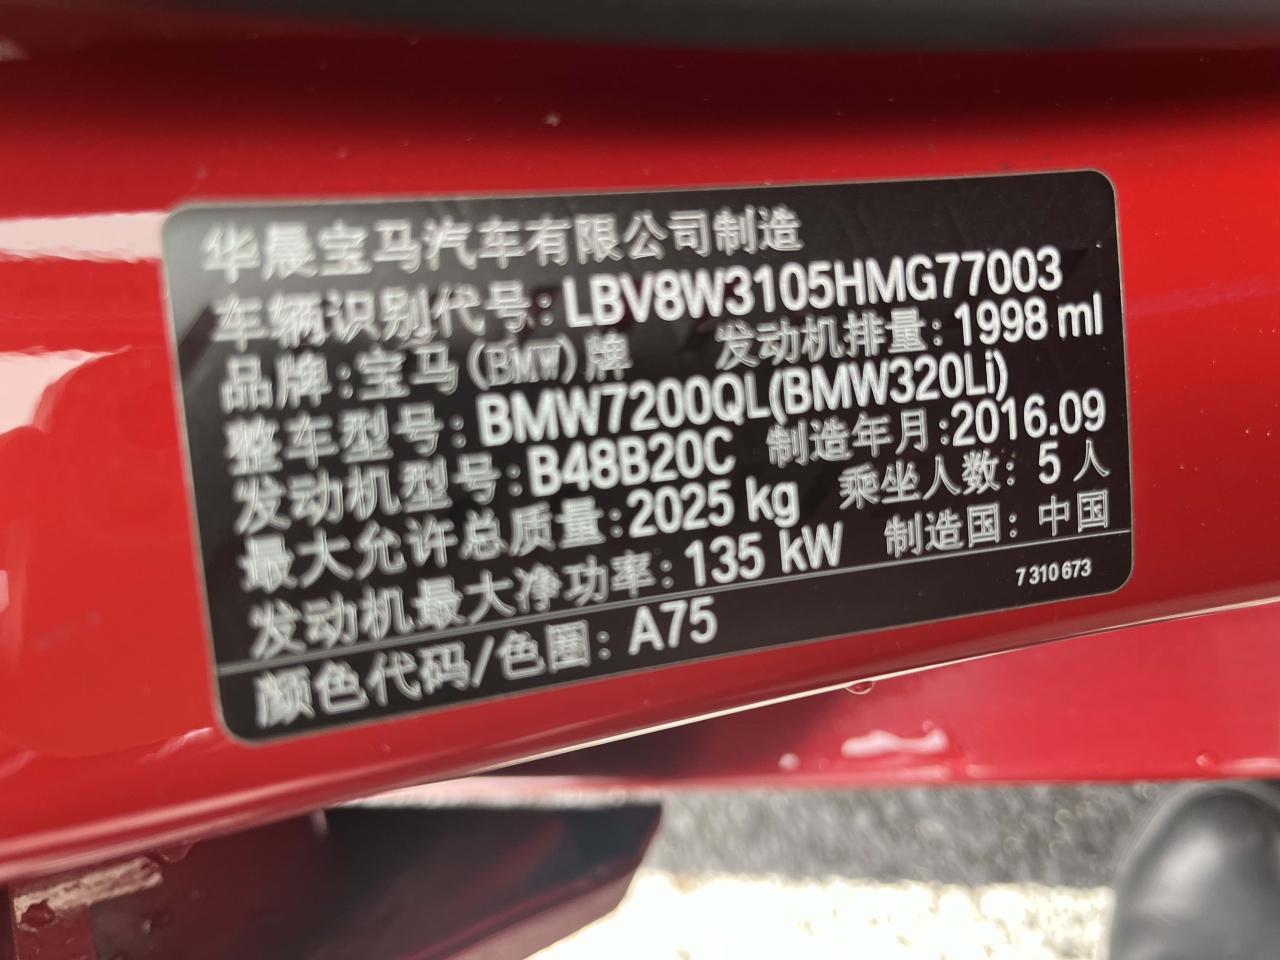 华晨宝马汽车有限公司制造
车辆识别代号：LBV8W3105HMG77003
品牌：宝马(BMW)牌 发动机排量：1998 ml
整车型号：BMW7200QL(BMW320Li)
发动机型号：B48B20C 制造年月：2016.09
最大允许总质量：2025 kg 乘坐人数：5 人
发动机最大净功率：135 kW 制造国：中国
颜色代码/色圈：A75 7 310 673